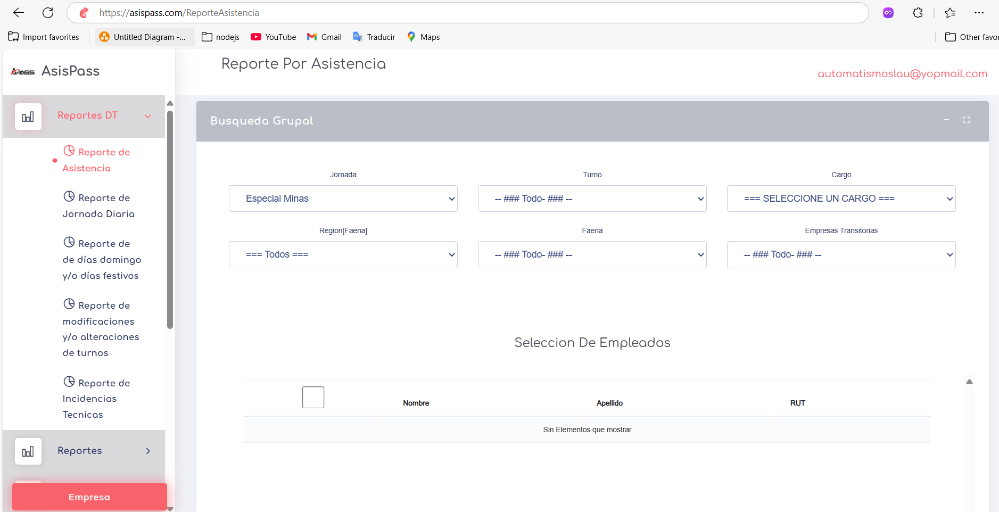 https://asispass.com/ReporteAsistencia
Import favorites
Untitled Diagram -...
nodejs
YouTube
Gmail
Traducir
Maps
Other favor
APASS AsisPass
Reporte Por Asistencia
automatismoslau@yopmail.com
Reportes DT
Reporte de
Asistencia
Reporte de
Jornada Diaria
Reporte de
de días domingo
y/o días festivos
Reporte de
modificaciones
y/o alteraciones
de turnos
Reporte de
Incidencias
Tecnicas
Reportes
Empresa
Busqueda Grupal
Jornada
Turno
Cargo
Especial Minas
-- ### Todo- ### --
=== SELECCIONE UN CARGO ===
Region[Faena]
Faena
Empresas Transitorias
=== Todos ===
-- ### Todo- ### --
-- ### Todo- ### --
Seleccion De Empleados
Nombre
Apellido
RUT
Sin Elementos que mostrar